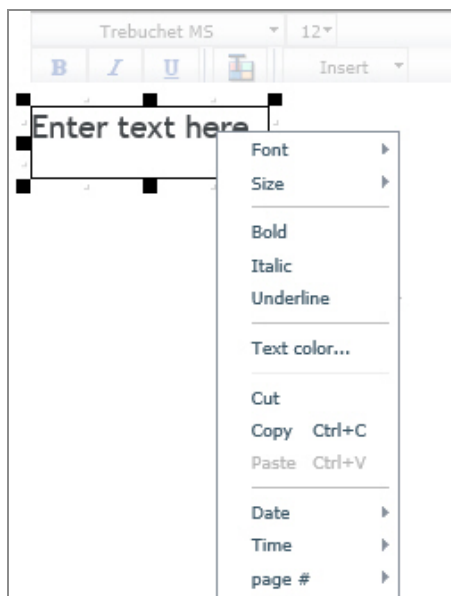 Trebuchet MS 12
B I U Insert
Enter text here
Font
Size
Bold
Italic
Underline
Text color...
Cut
Copy Ctrl+C
Paste Ctrl+V
Date
Time
page #